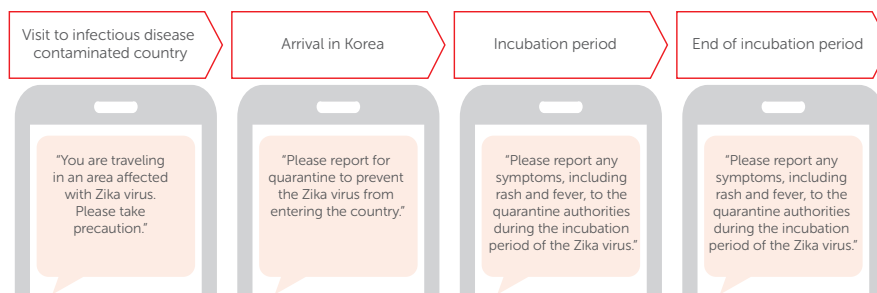 Visit to infectious disease
contaminated country
Arrival in Korea
Incubation period
End of incubation period
“You are traveling
in an area affected
with Zika virus.
Please take
precaution.”
“Please report for
quarantine to prevent
the Zika virus from
entering the country.”
“Please report any
symptoms, including
rash and fever, to the
quarantine authorities
during the incubation
period of the Zika virus.”
“Please report any
symptoms, including
rash and fever, to the
quarantine authorities
during the incubation
period of the Zika virus.”